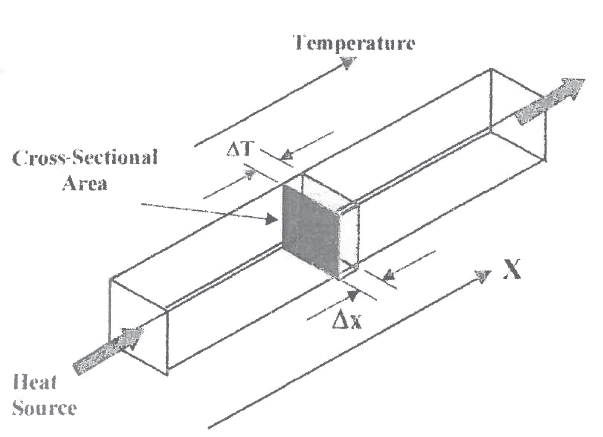 Temperature
ΔT
Cross-Sectional
Area
X
Δx
Heat
Source